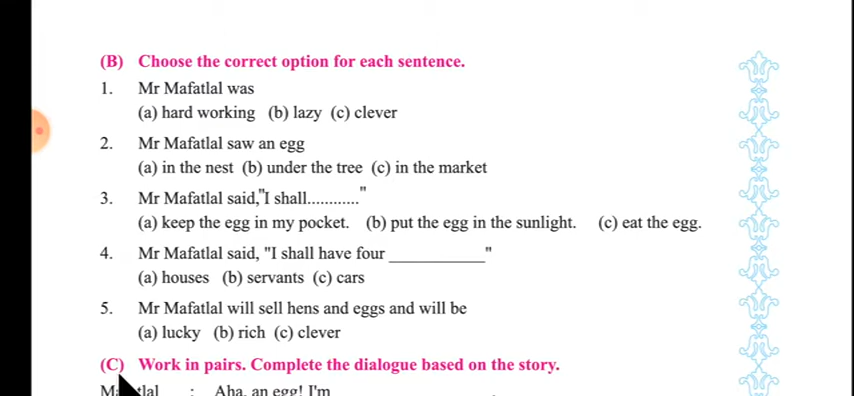 (B) Choose the correct option for each sentence.
1. Mr Mafatlal was
(a) hard working (b) lazy (c) clever
2. Mr Mafatlal saw an egg
(a) in the nest (b) under the tree (c) in the market
3. Mr Mafatlal said,"I shall............"
(a) keep the egg in my pocket. (b) put the egg in the sunlight. (c) eat the egg.
4. Mr Mafatlal said, "I shall have four ___________"
(a) houses (b) servants (c) cars
5. Mr Mafatlal will sell hens and eggs and will be
(a) lucky (b) rich (c) clever
(C) Work in pairs. Complete the dialogue based on the story.
: Aha, an egg! I'm